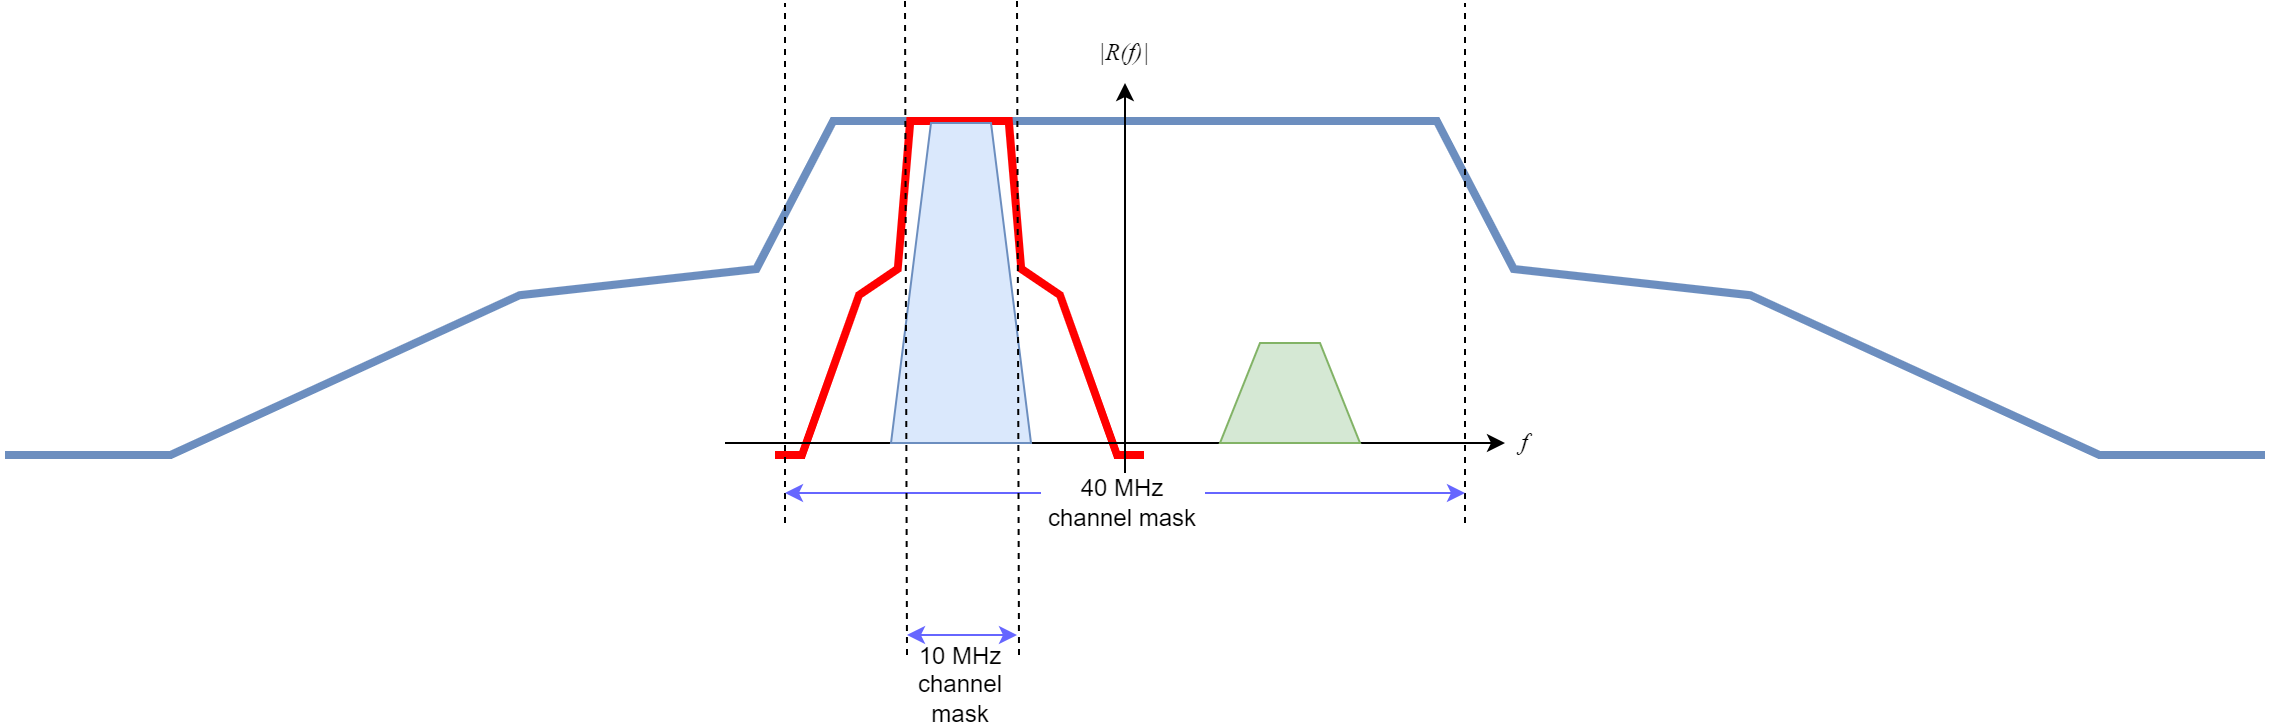 |R(f)|
f
40 MHz
channel mask
10 MHz
channel
mask